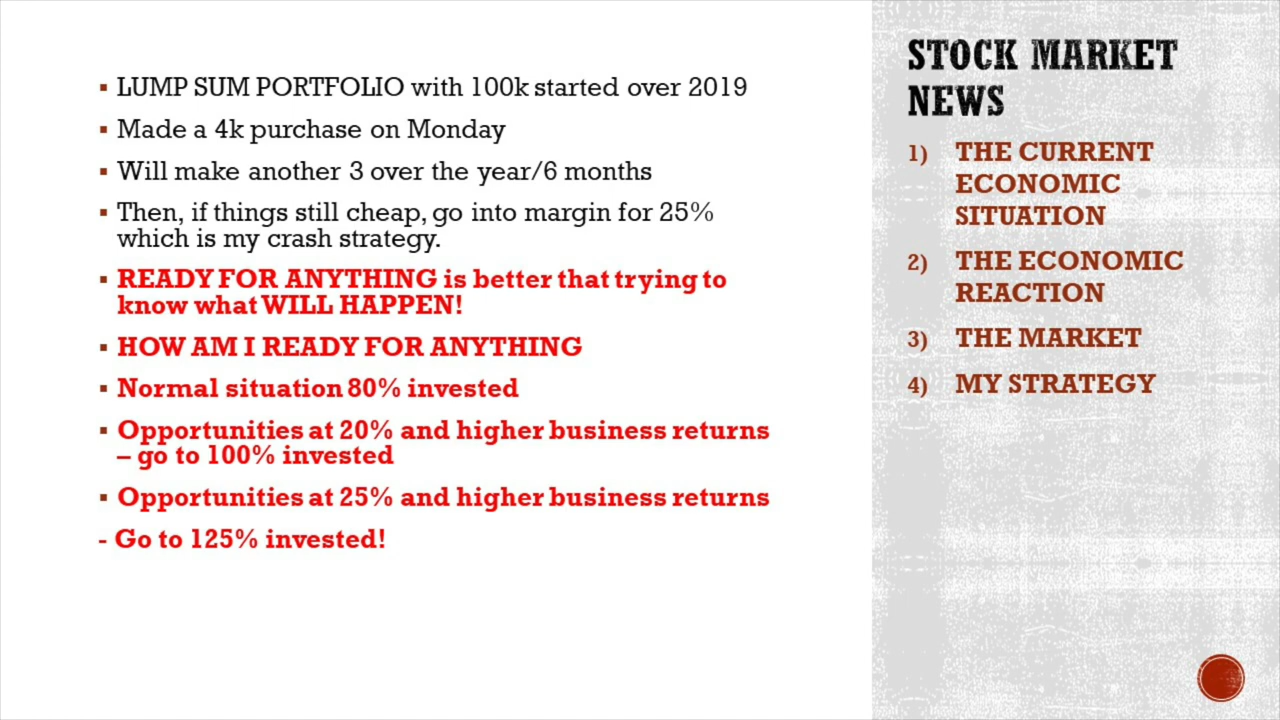 ▪ LUMP SUM PORTFOLIO with 100k started over 2019
▪ Made a 4k purchase on Monday
▪ Will make another 3 over the year/6 months
▪ Then, if things still cheap, go into margin for 25%
which is my crash strategy.
▪ READY FOR ANYTHING is better that trying to
know what WILL HAPPEN!
▪ HOW AM I READY FOR ANYTHING
▪ Normal situation 80% invested
▪ Opportunities at 20% and higher business returns
– go to 100% invested
▪ Opportunities at 25% and higher business returns
- Go to 125% invested!
STOCK MARKET
NEWS
1) THE CURRENT
ECONOMIC
SITUATION
2) THE ECONOMIC
REACTION
3) THE MARKET
4) MY STRATEGY